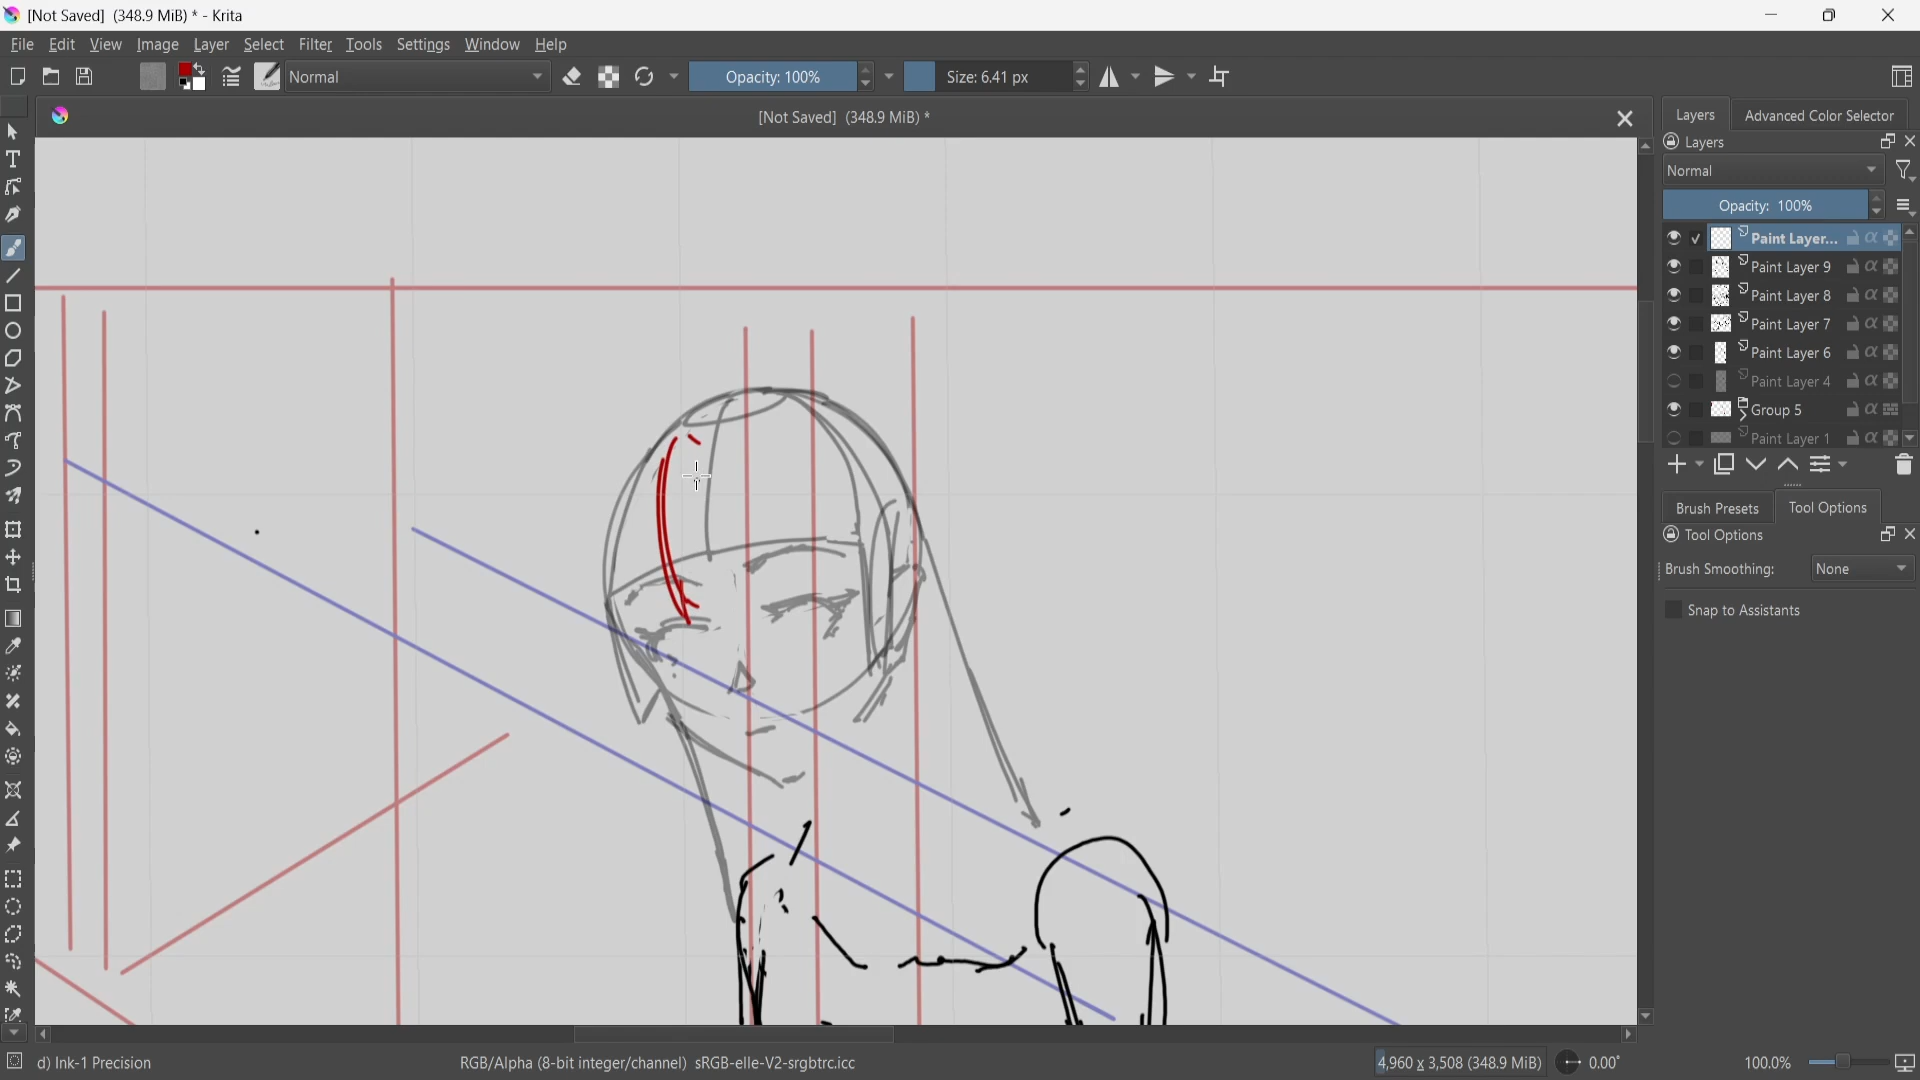 [Not Saved]  (348.9 MiB) * - Krita
File Edit View Image Layer Select Filter Tools Settings Window Help
Normal Opacity: 100% Size: 6.41 px
[Not Saved]  (348.9 MiB) *
Layers Advanced Color Selector
Layers
Normal
Opacity:  100%
Paint Layer...
Paint Layer 9
Paint Layer 8
Paint Layer 7
Paint Layer 6
Paint Layer 4
Group 5
Paint Layer 1
Brush Presets Tool Options
Tool Options
Brush Smoothing: None
Snap to Assistants
d) Ink-1 Precision RGB/Alpha (8-bit integer/channel)  sRGB-elle-V2-srgbtrc.icc 4,960 x 3,508 (348.9 MiB) 0.00° 100.0%